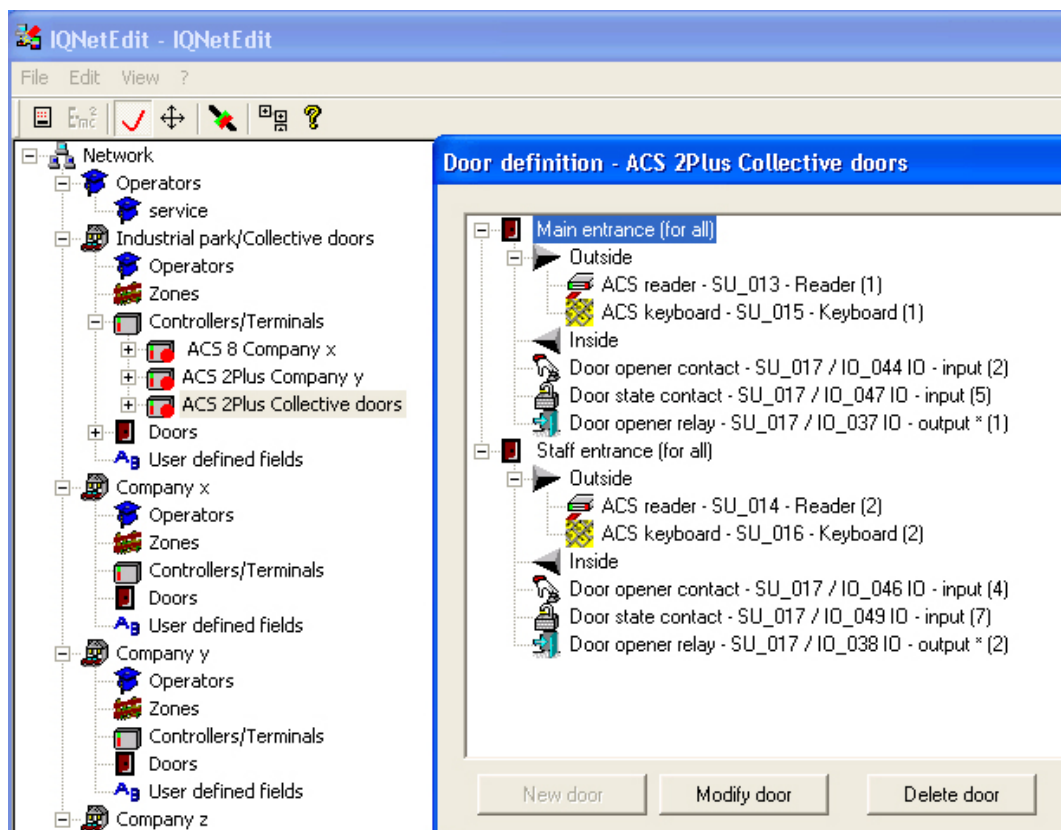 IQNetEdit - IQNetEdit
File Edit View ?
Network
Operators
service
Industrial park/Collective doors
Operators
Zones
Controllers/Terminals
ACS 8 Company x
ACS 2Plus Company y
ACS 2Plus Collective doors
Doors
User defined fields
Company x
Operators
Zones
Controllers/Terminals
Doors
User defined fields
Company y
Operators
Zones
Controllers/Terminals
Doors
User defined fields
Company z
Door definition - ACS 2Plus Collective doors
Main entrance (for all)
Outside
ACS reader - SU_013 - Reader (1)
ACS keyboard - SU_015 - Keyboard (1)
Inside
Door opener contact - SU_017 / IO_044 IO - input (2)
Door state contact - SU_017 / IO_047 IO - input (5)
Door opener relay - SU_017 / IO_037 IO - output * (1)
Staff entrance (for all)
Outside
ACS reader - SU_014 - Reader (2)
ACS keyboard - SU_016 - Keyboard (2)
Inside
Door opener contact - SU_017 / IO_046 IO - input (4)
Door state contact - SU_017 / IO_049 IO - input (7)
Door opener relay - SU_017 / IO_038 IO - output * (2)
New door Modify door Delete door